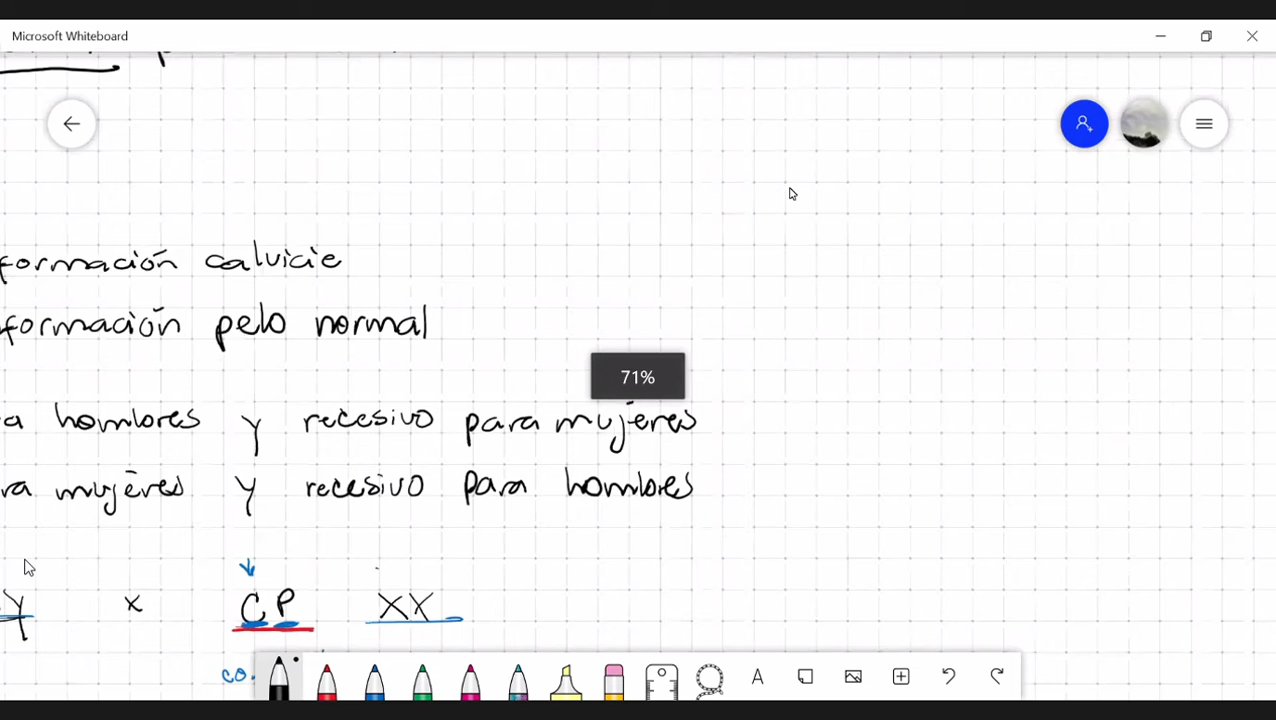 Microsoft Whiteboard
formación calvicie
formación pelo normal
71%
a hombres y recesivo para mujeres
ra mujeres y recesivo para hombres
Y x CP XX
co
A